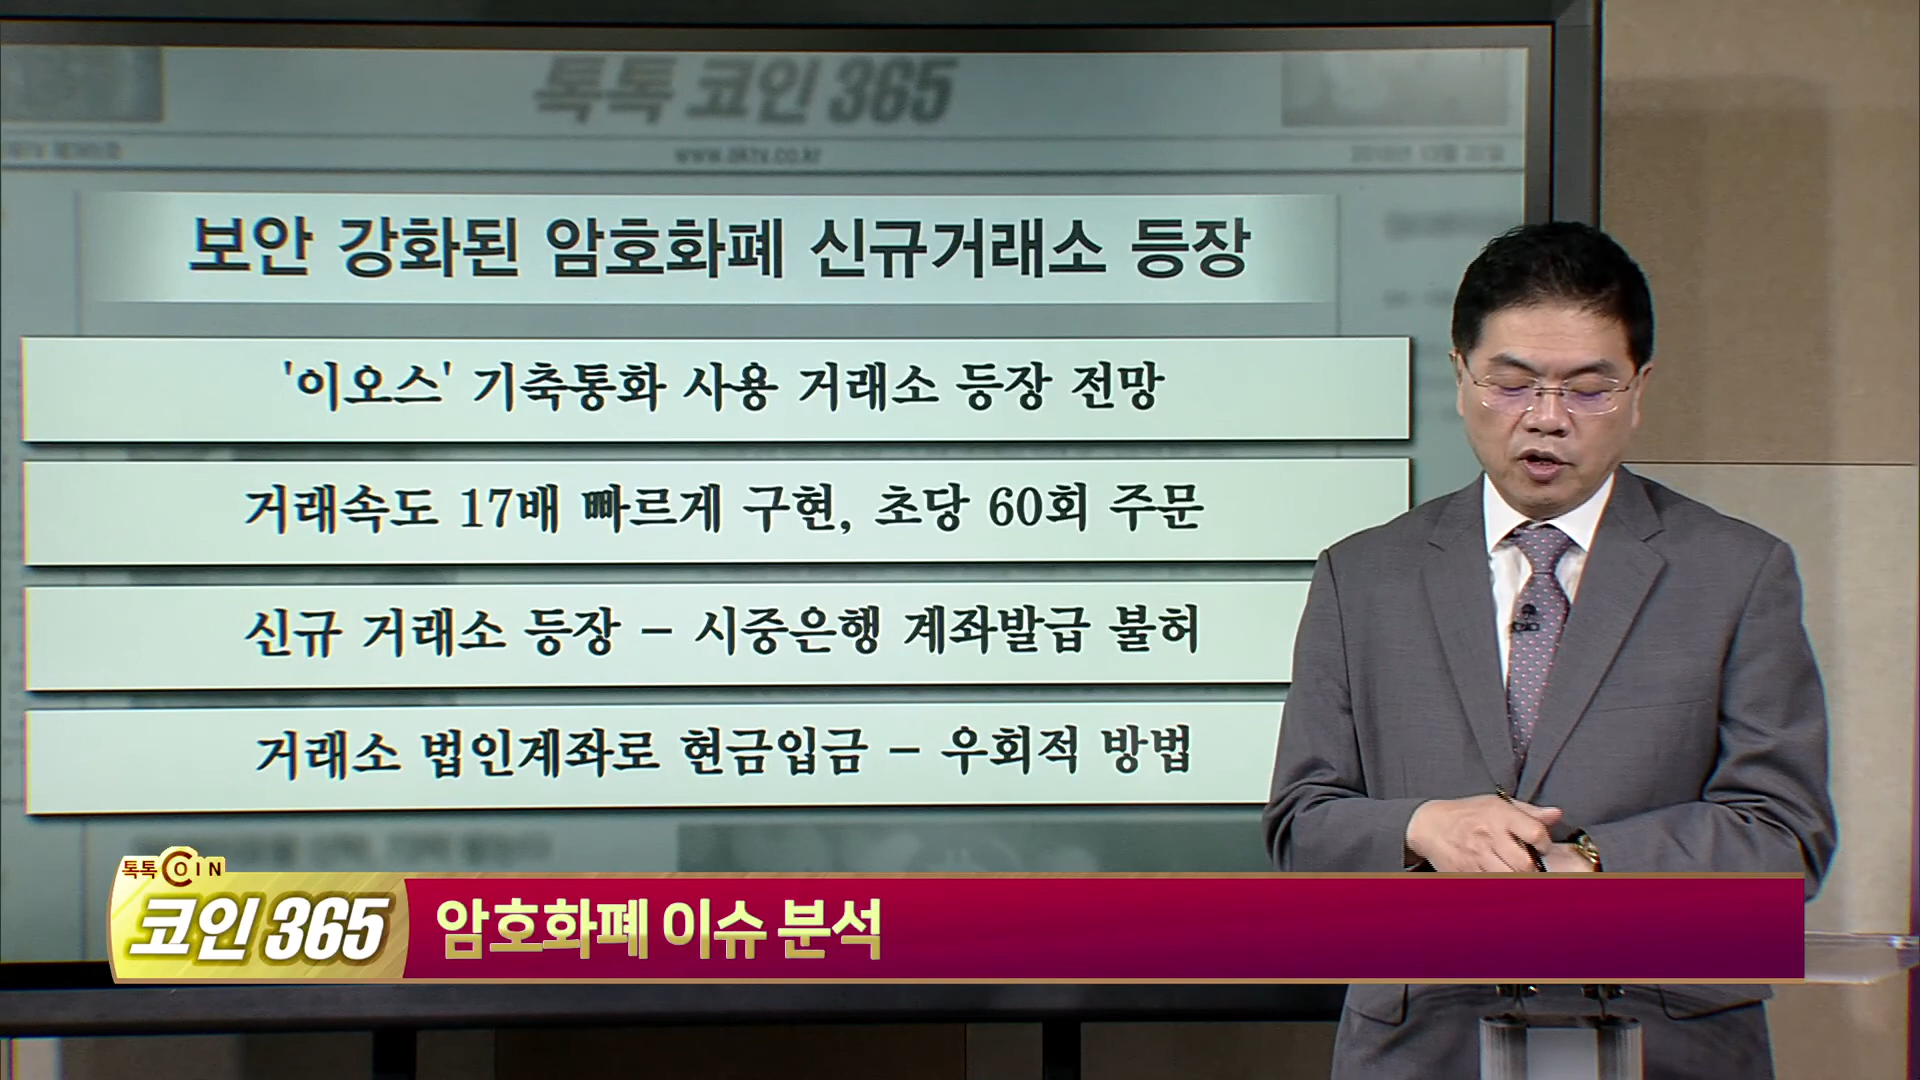 톡톡 코인 365
보안 강화된 암호화폐 신규거래소 등장
'이오스' 기축통화 사용 거래소 등장 전망
거래속도 17배 빠르게 구현, 초당 60회 주문
신규 거래소 등장 – 시중은행 계좌발급 불허
거래소 법인계좌로 현금입금 – 우회적 방법
톡톡 COIN
코인 365
암호화폐 이슈 분석